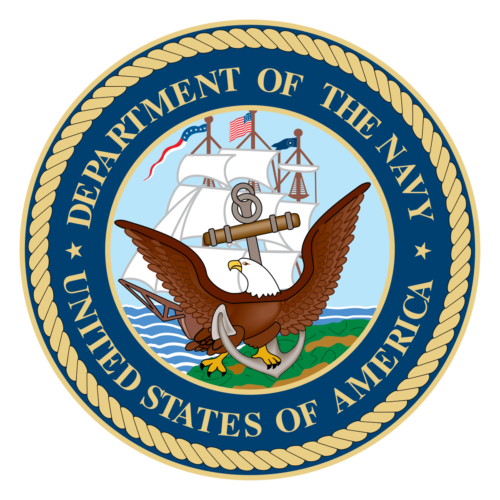 DEPARTMENT OF THE NAVY
UNITED STATES OF AMERICA